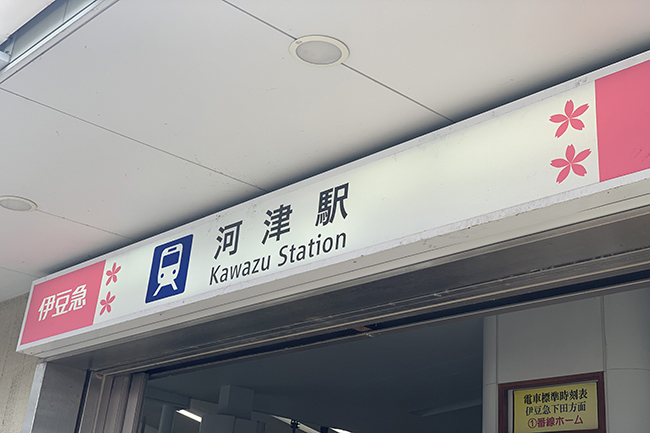 伊豆急
河津駅
Kawazu Station
電車標準時刻表
伊豆急下田方面
①番線ホーム